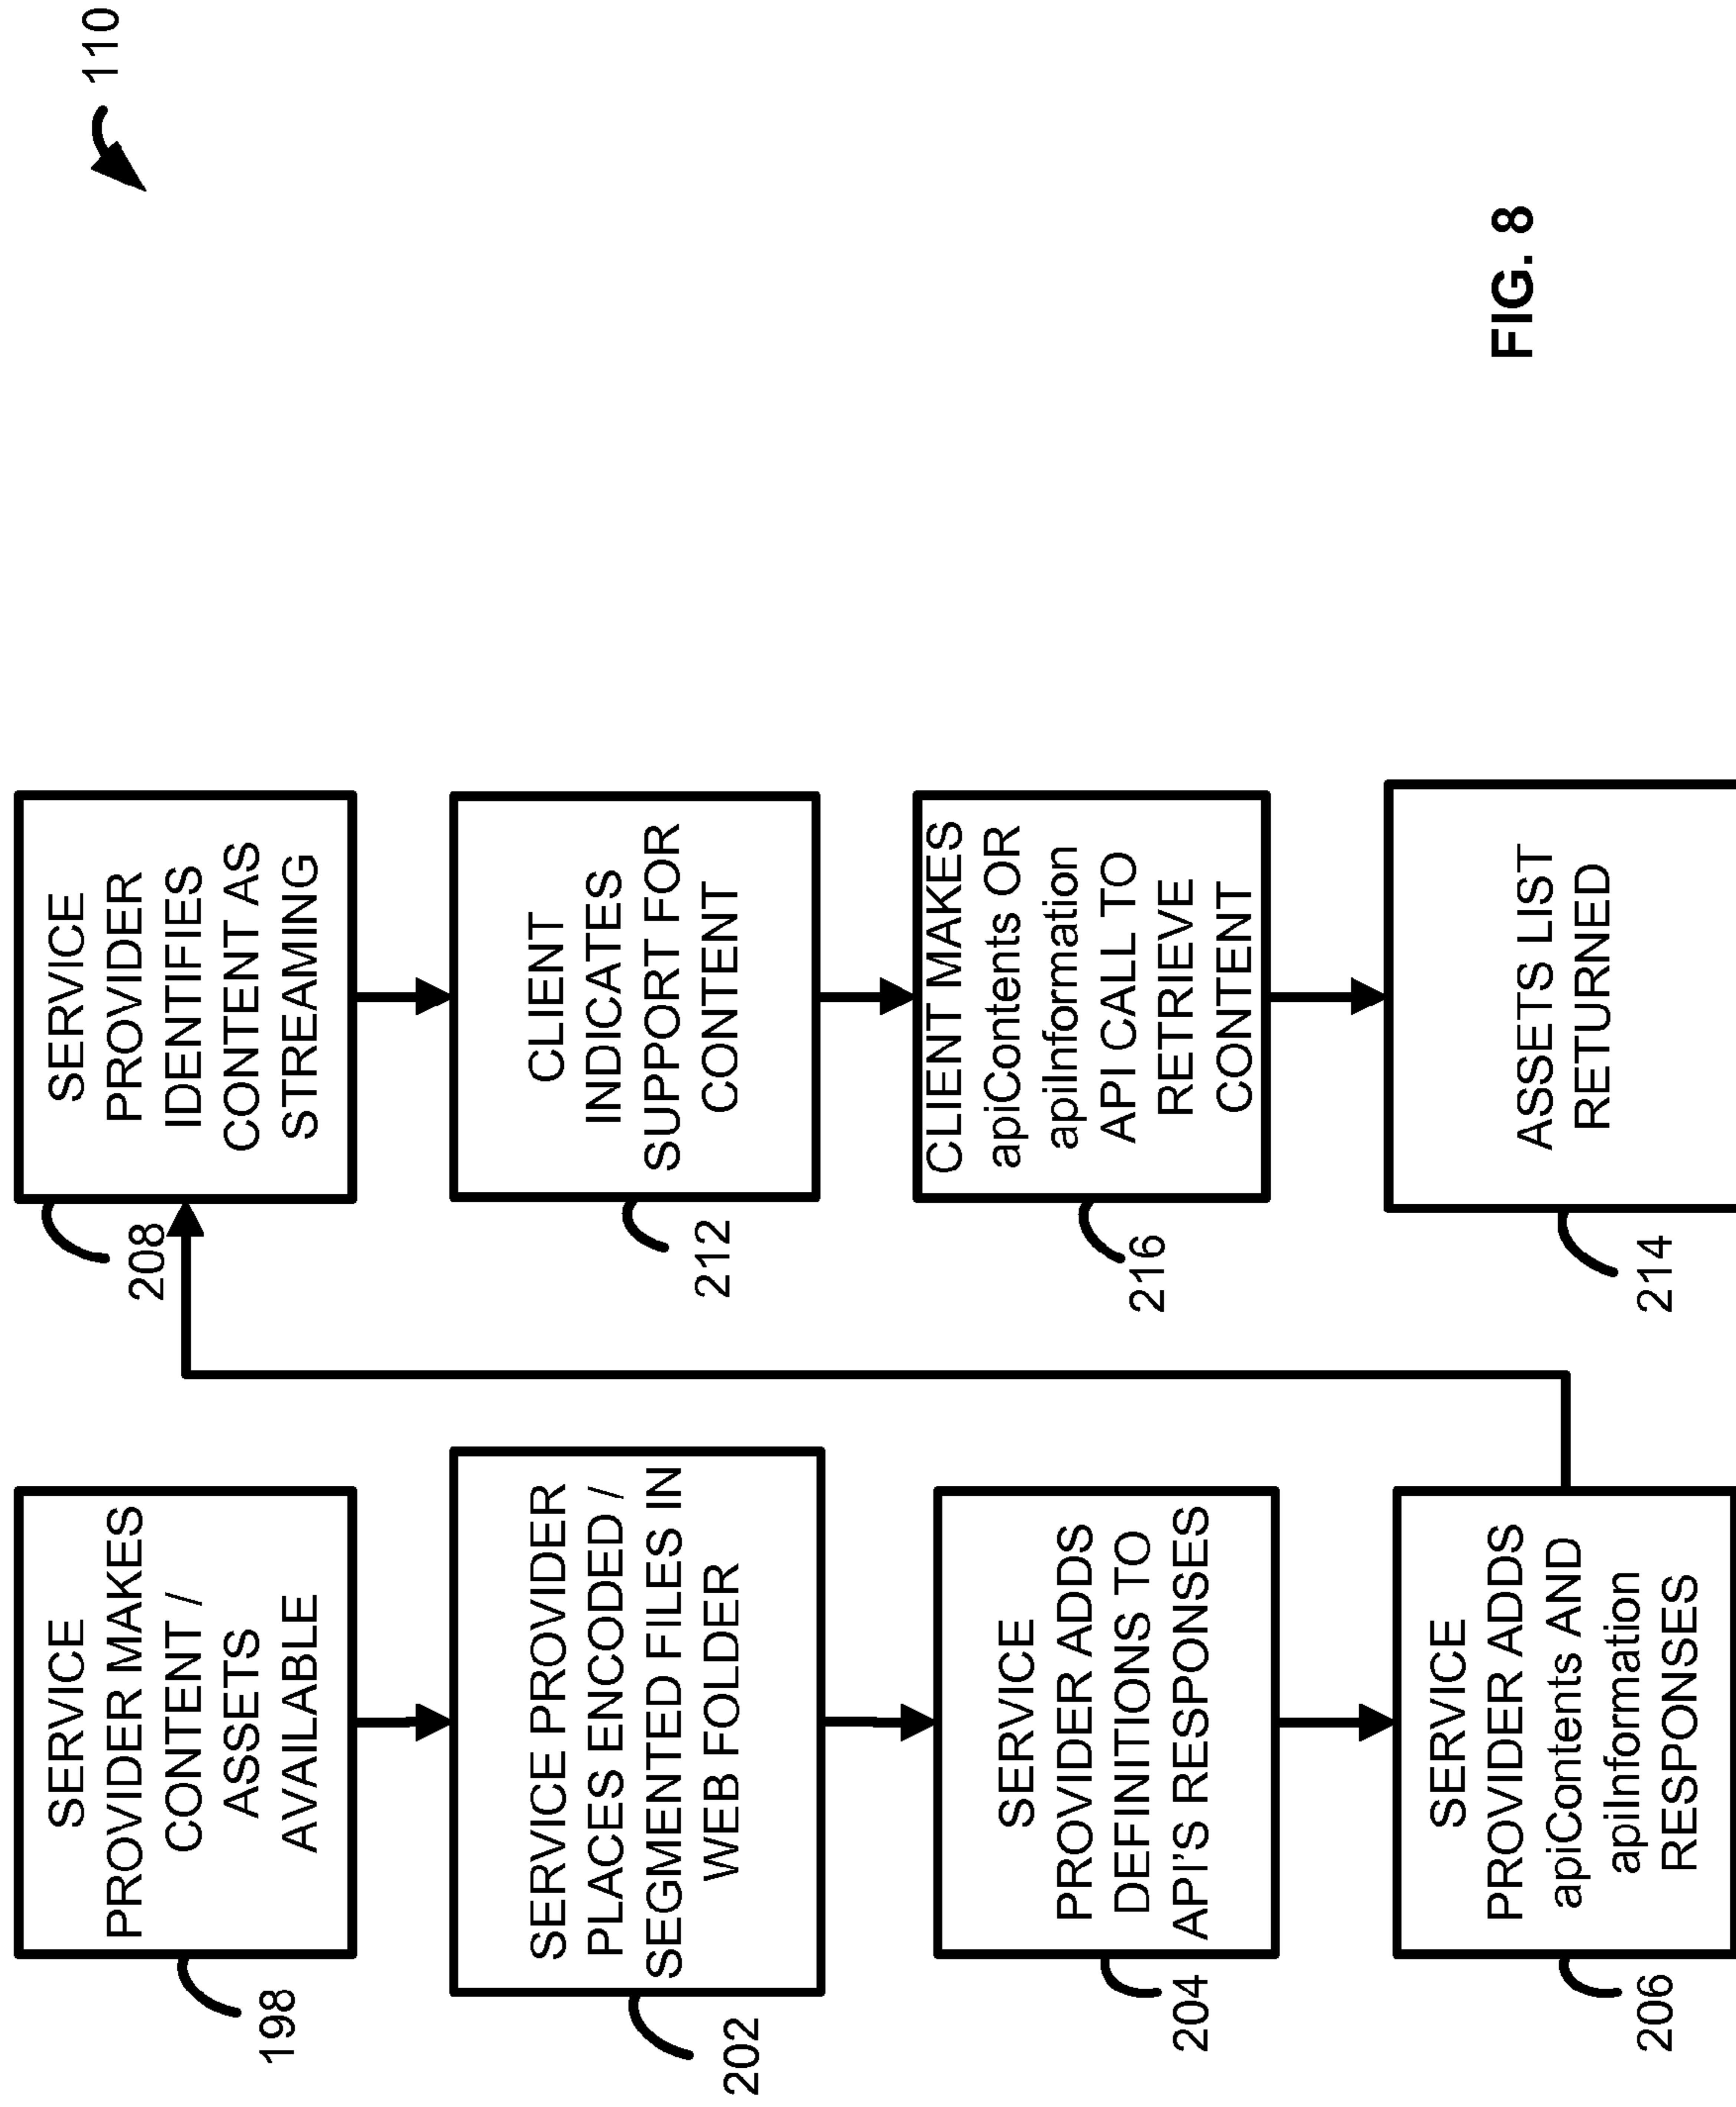 110
198
SERVICE
PROVIDER MAKES
CONTENT /
ASSETS
AVAILABLE
202
SERVICE PROVIDER
PLACES ENCODED /
SEGMENTED FILES IN
WEB FOLDER
204
SERVICE
PROVIDER ADDS
DEFINITIONS TO
API'S RESPONSES
206
SERVICE
PROVIDER ADDS
apiContents AND
apiInformation
RESPONSES
208
SERVICE
PROVIDER
IDENTIFIES
CONTENT AS
STREAMING
212
CLIENT
INDICATES
SUPPORT FOR
CONTENT
216
CLIENT MAKES
apiContents OR
apiInformation
API CALL TO
RETRIEVE
CONTENT
214
ASSETS LIST
RETURNED
FIG. 8